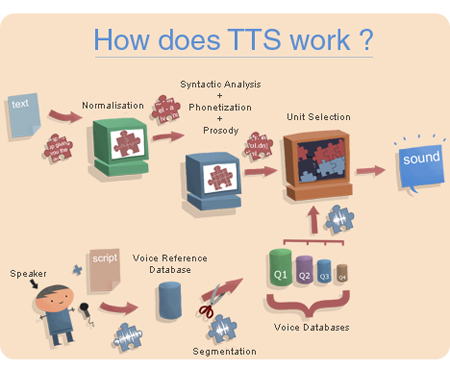 How does TTS work ?
Syntactic Analysis
+
Phonetization
+
Prosody
text
Normalisation
Unit Selection
sound
script
Voice Reference
Database
Speaker
Q1
Q2
Q3
Q4
Voice Databases
Segmentation